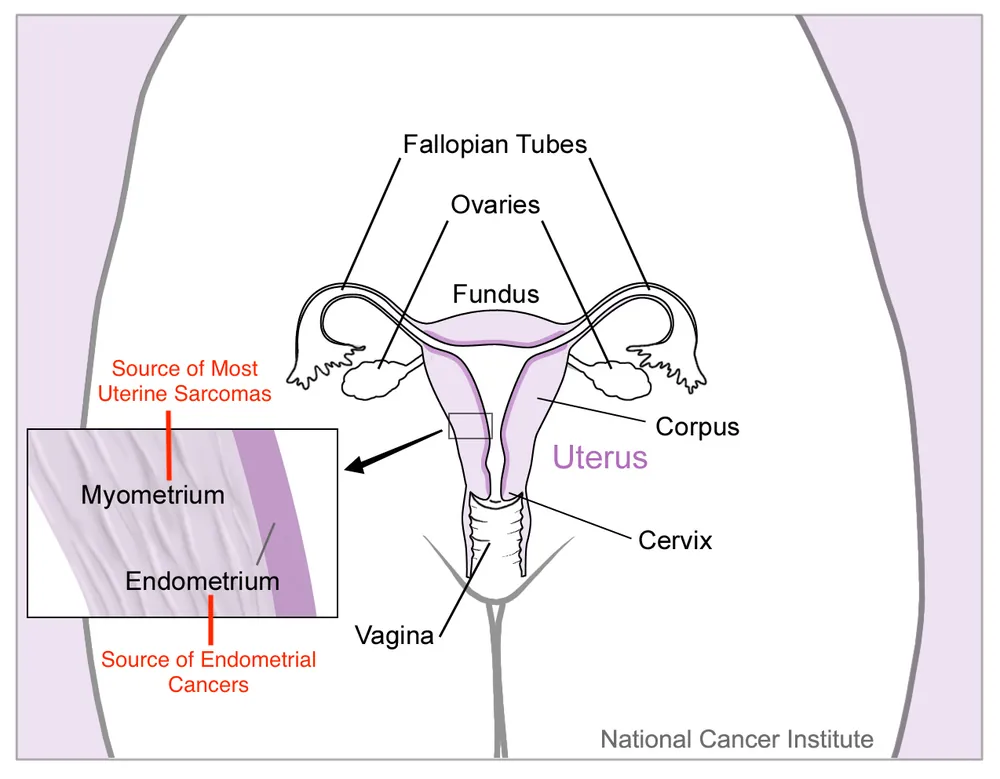 Fallopian Tubes
Ovaries
Fundus
Source of Most
Uterine Sarcomas
Corpus
Uterus
Myometrium
Cervix
Endometrium
Vagina
Source of Endometrial
Cancers
National Cancer Institute